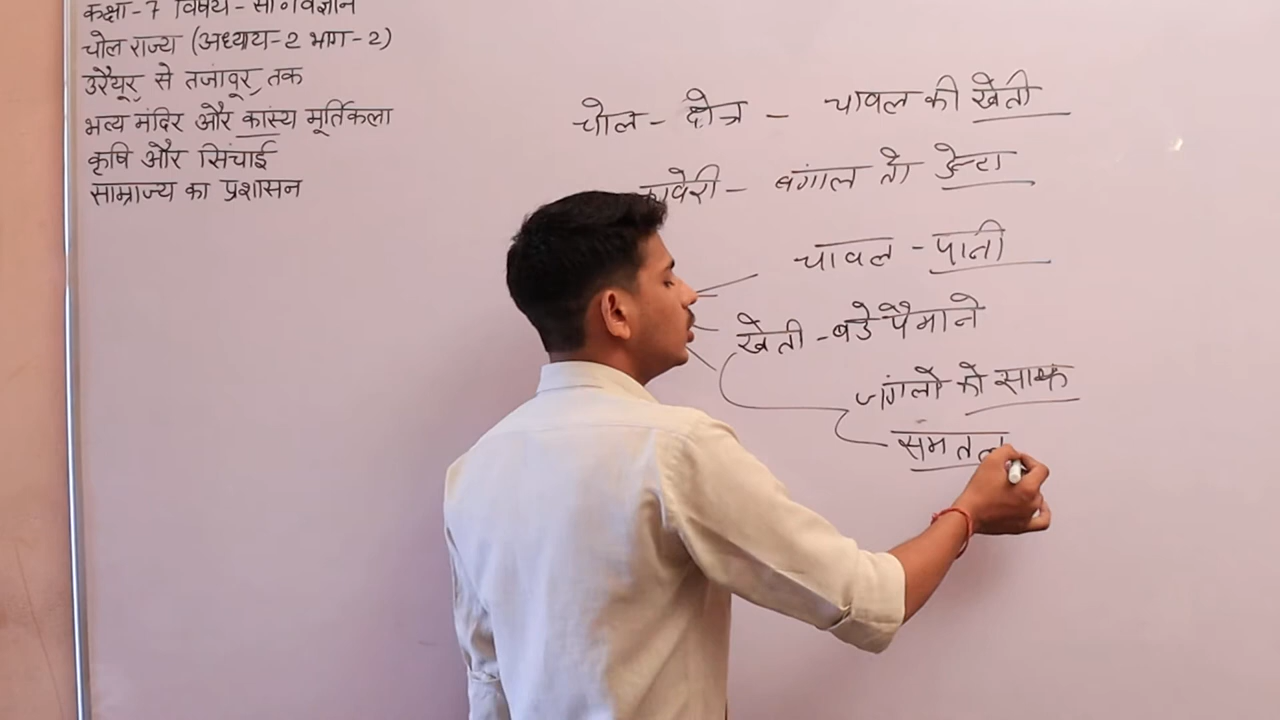 कक्षा-7 विषय- सा०विज्ञान
चोल राज्य (अध्याय-2 भाग-2)
उरैयूर से तंजावूर तक
भव्य मंदिर और कांस्य मूर्तिकला
कृषि और सिंचाई
साम्राज्य का प्रशासन
चोल - क्षेत्र - चावल की खेती
कावेरी - बंगाल
चावल - पानी
खेती - बडे पैमाने
जंगलो को साफ
समतल